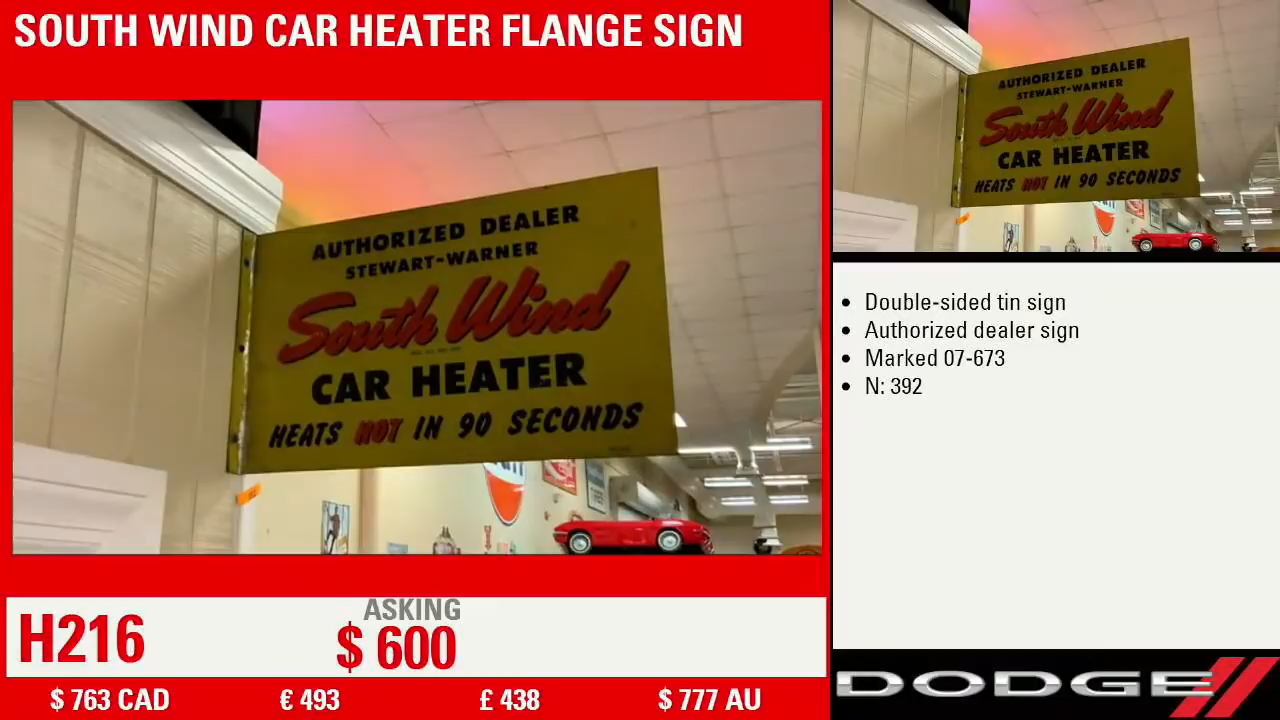 SOUTH WIND CAR HEATER FLANGE SIGN
AUTHORIZED DEALER
STEWART-WARNER
South Wind
CAR HEATER
HEATS HOT IN 90 SECONDS
H216
ASKING
$ 600
$ 763 CAD
€ 493
£ 438
$ 777 AU
AUTHORIZED DEALER
STEWART-WARNER
South Wind
CAR HEATER
HEATS HOT IN 90 SECONDS
• Double-sided tin sign
• Authorized dealer sign
• Marked 07-673
• N: 392
DODGE